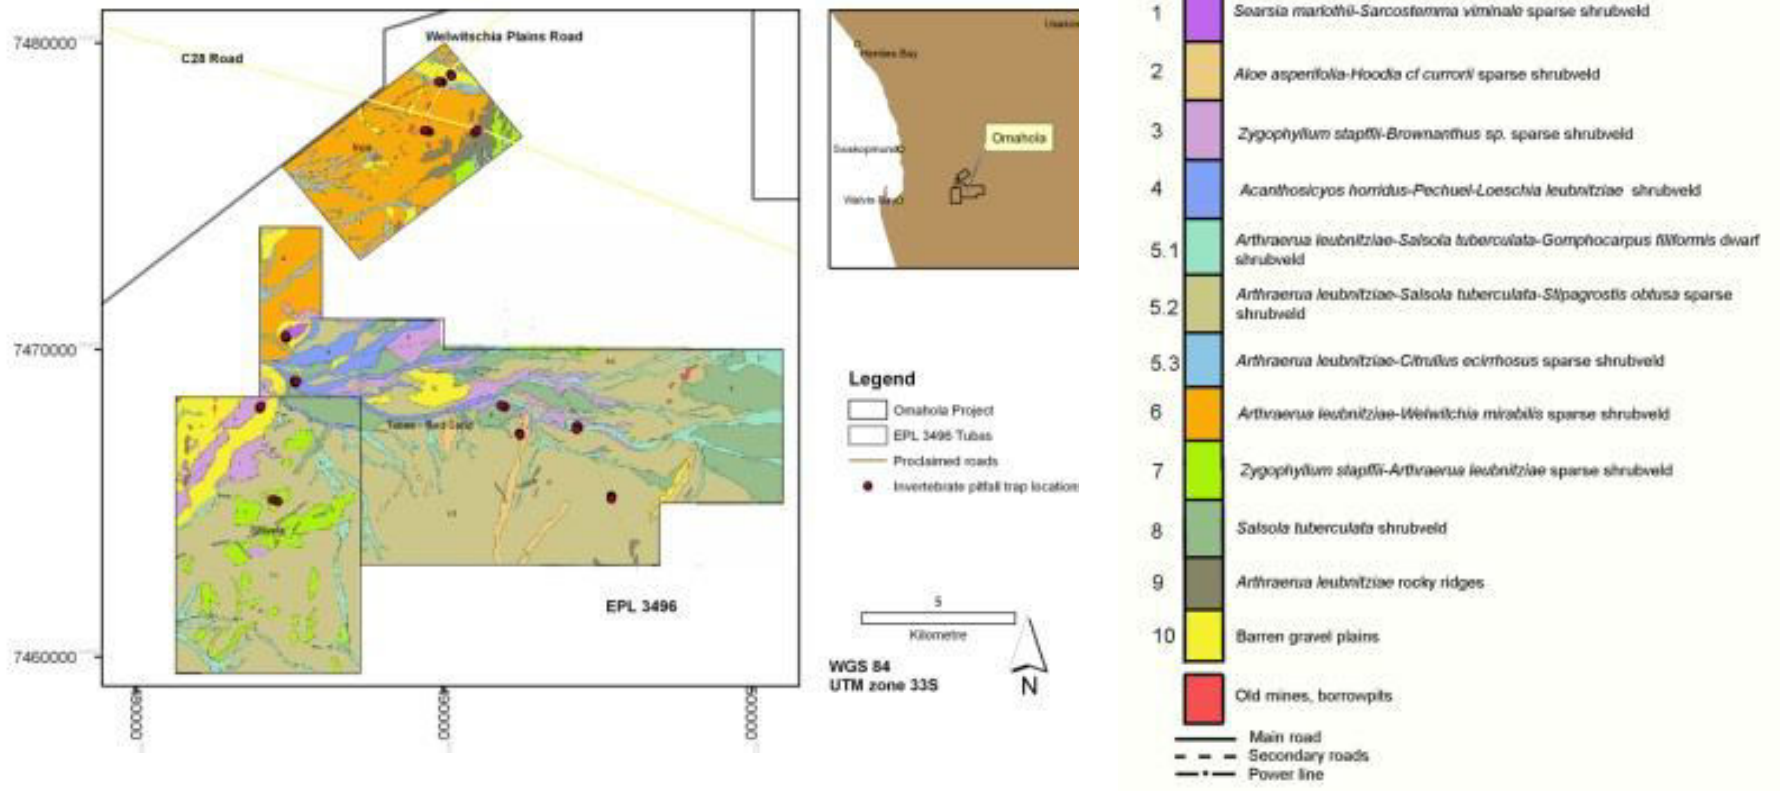 7480000
7470000
7460000
C28 Road
Welwitschia Plains Road
Inca
Tubas - Red Sand
EPL 3496
Henties Bay
Swakopmund
Walvis Bay
Omahola
Legend
Omahola Project
EPL 3496 Tubas
Proclaimed roads
Invertebrate pitfall trap locations
5
Kilometre
WGS 84
UTM zone 33S
N
1 Searsia marlothii-Sarcostemma viminale sparse shrubveld
2 Aloe asperifolia-Hoodia cf currorii sparse shrubveld
3 Zygophyllum stapffii-Brownanthus sp. sparse shrubveld
4 Acanthosicyos horridus-Pechuel-Loeschia leubnitziae shrubveld
5.1 Arthraerua leubnitziae-Salsola tuberculata-Gomphocarpus filiformis dwarf
shrubveld
5.2 Arthraerua leubnitziae-Salsola tuberculata-Stipagrostis obtusa sparse
shrubveld
5.3 Arthraerua leubnitziae-Citrullus ecirrhosus sparse shrubveld
6 Arthraerua leubnitziae-Welwitchia mirabilis sparse shrubveld
7 Zygophyllum stapffii-Arthraerua leubnitziae sparse shrubveld
8 Salsola tuberculata shrubveld
9 Arthraerua leubnitziae rocky ridges
10 Barren gravel plains
Old mines, borrowpits
Main road
Secondary roads
Power line